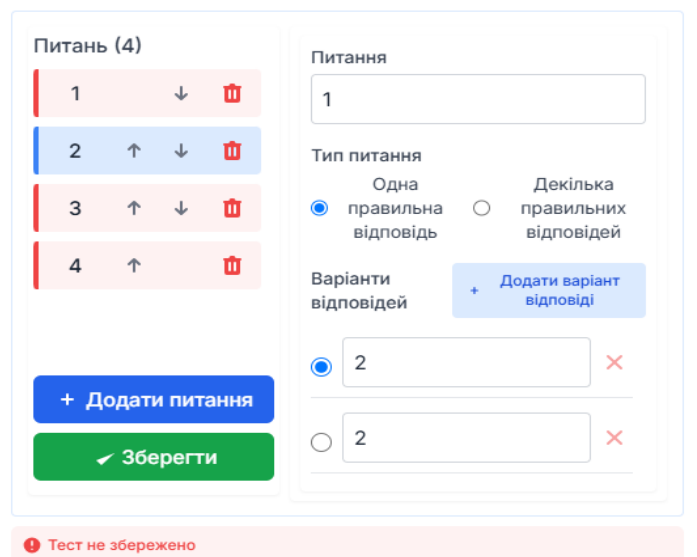 Питань (4)
1
2
3
4
+ Додати питання
Зберегти
Питання
1
Тип питання
Одна
правильна
відповідь
Декілька
правильних
відповідей
Варіанти
відповідей
+ Додати варіант
відповіді
2
2
Тест не збережено